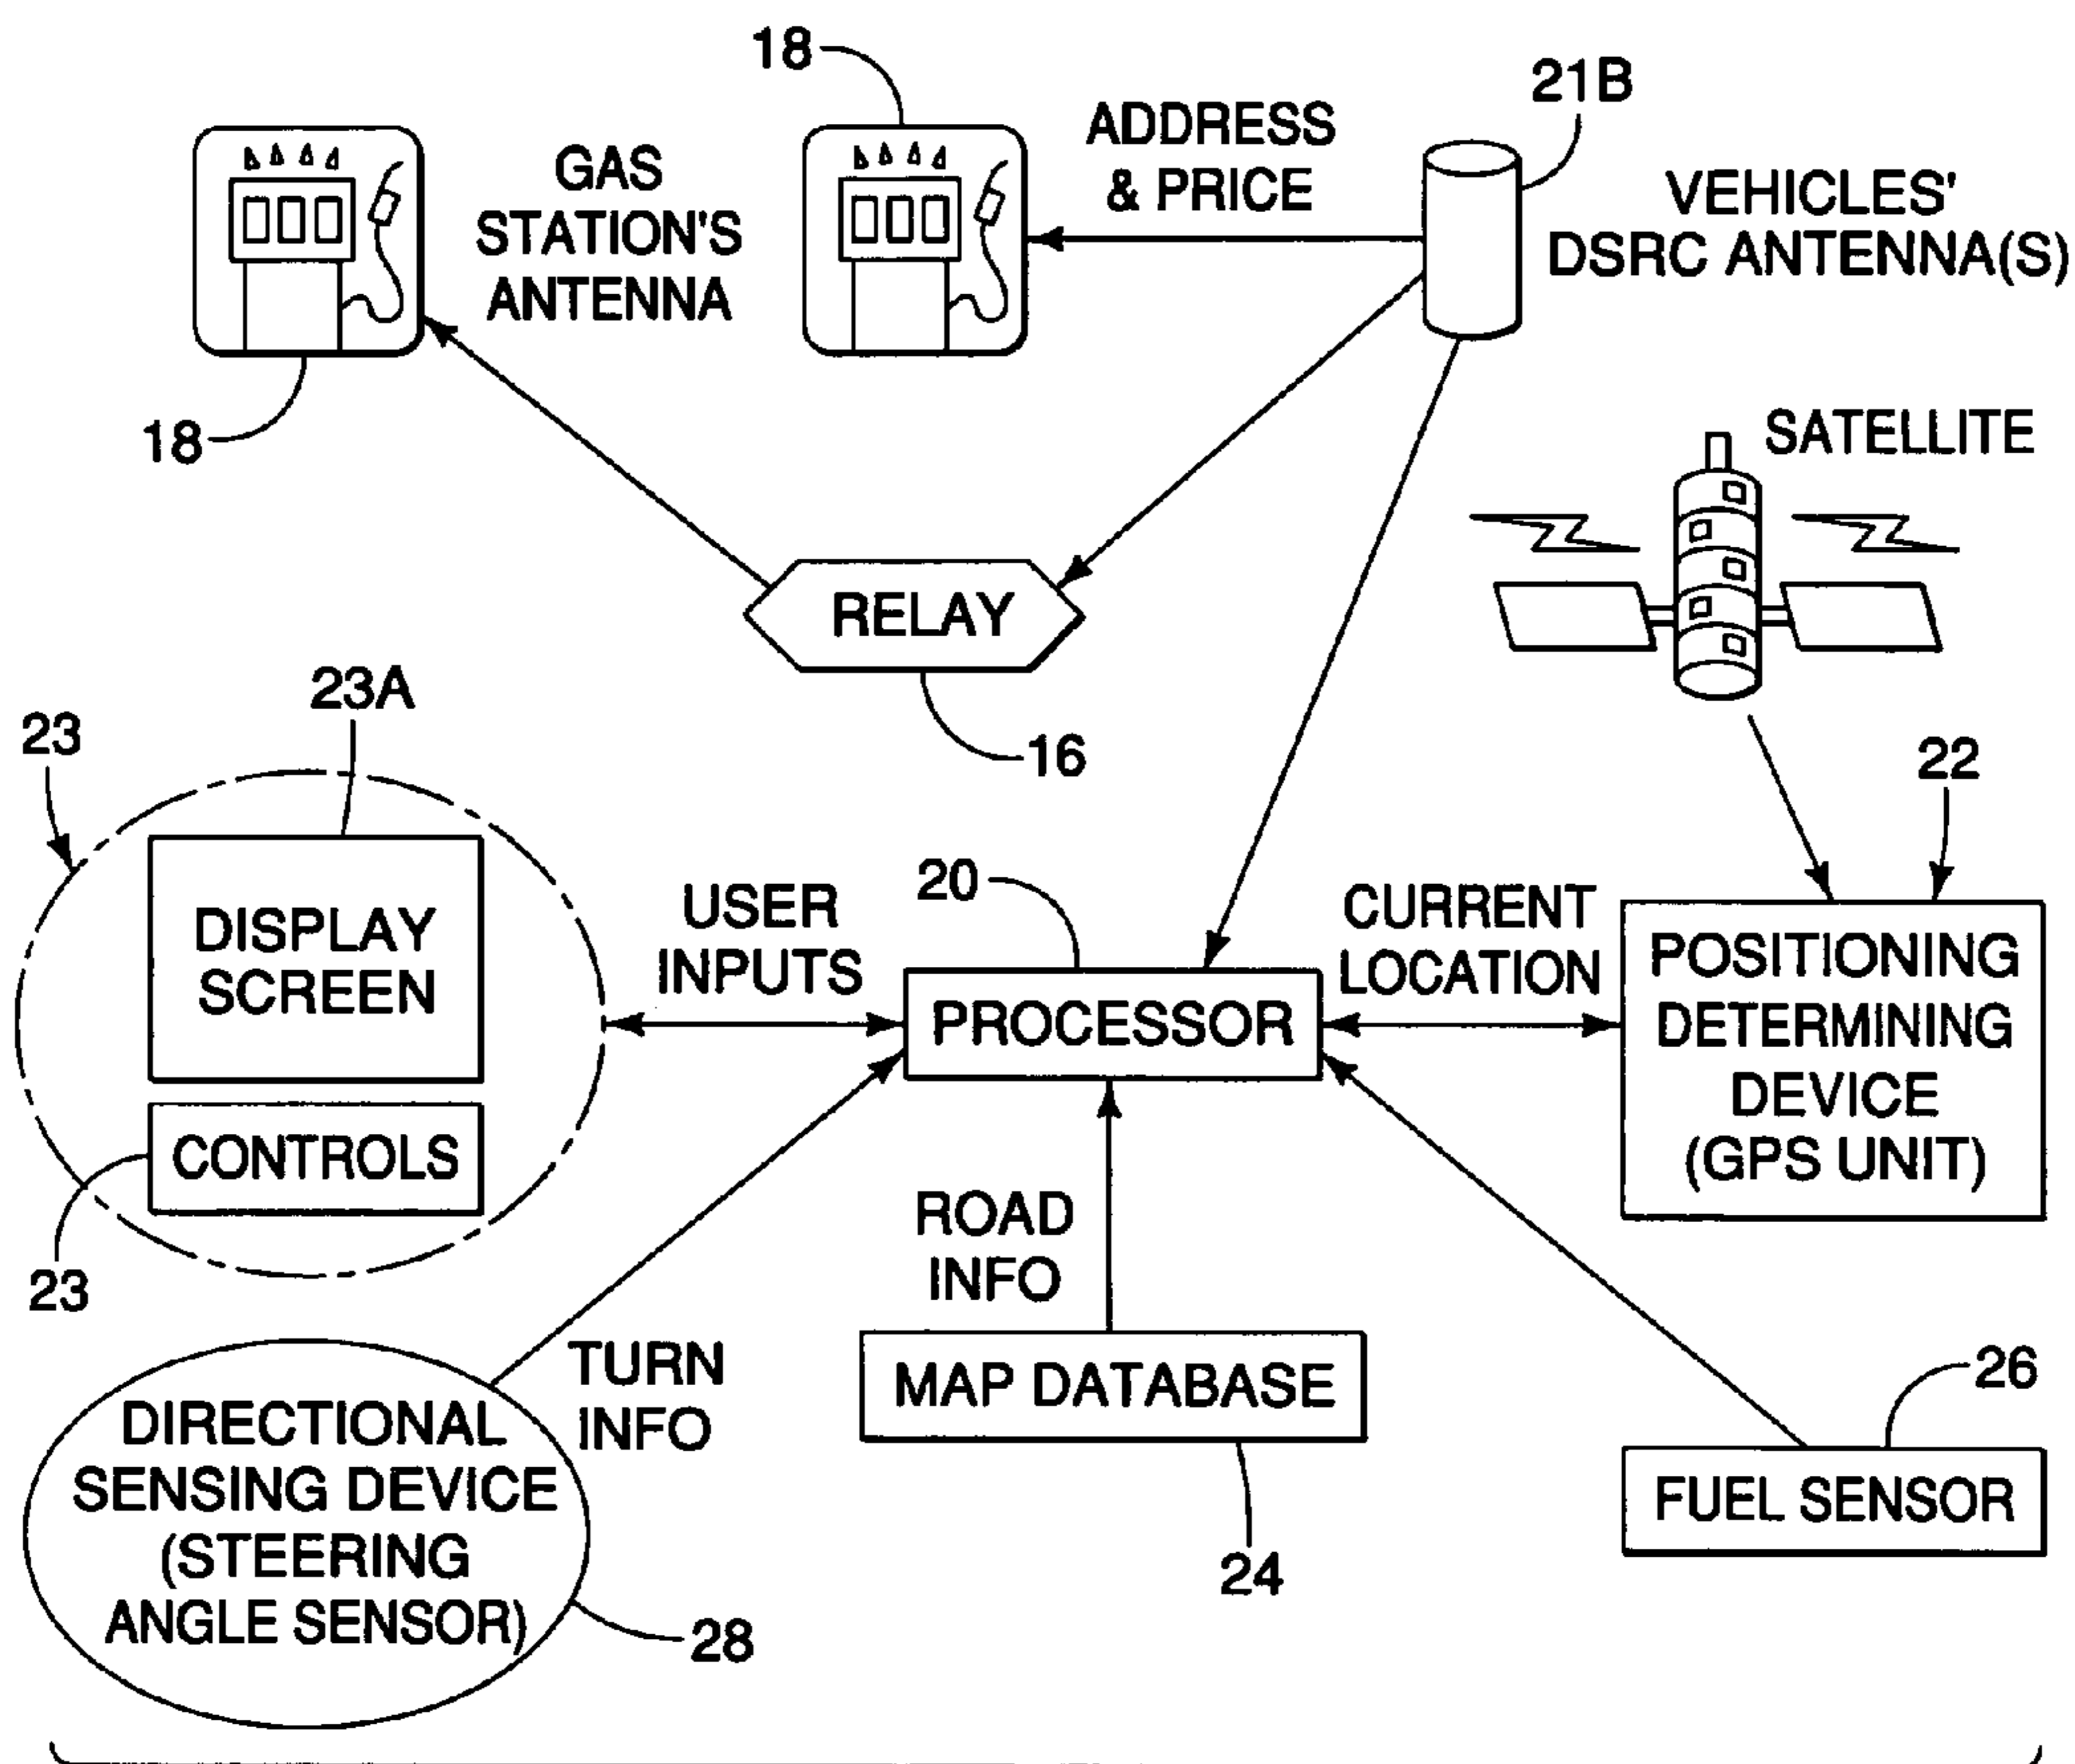 18
21B
ADDRESS
& PRICE
GAS
STATION'S
ANTENNA
VEHICLES'
DSRC ANTENNA(S)
18
SATELLITE
RELAY
16
23A
23
22
DISPLAY
SCREEN
USER
INPUTS
20
PROCESSOR
CURRENT
LOCATION
POSITIONING
DETERMINING
DEVICE
(GPS UNIT)
CONTROLS
23
ROAD
INFO
TURN
INFO
MAP DATABASE
24
26
FUEL SENSOR
DIRECTIONAL
SENSING DEVICE
(STEERING
ANGLE SENSOR)
28